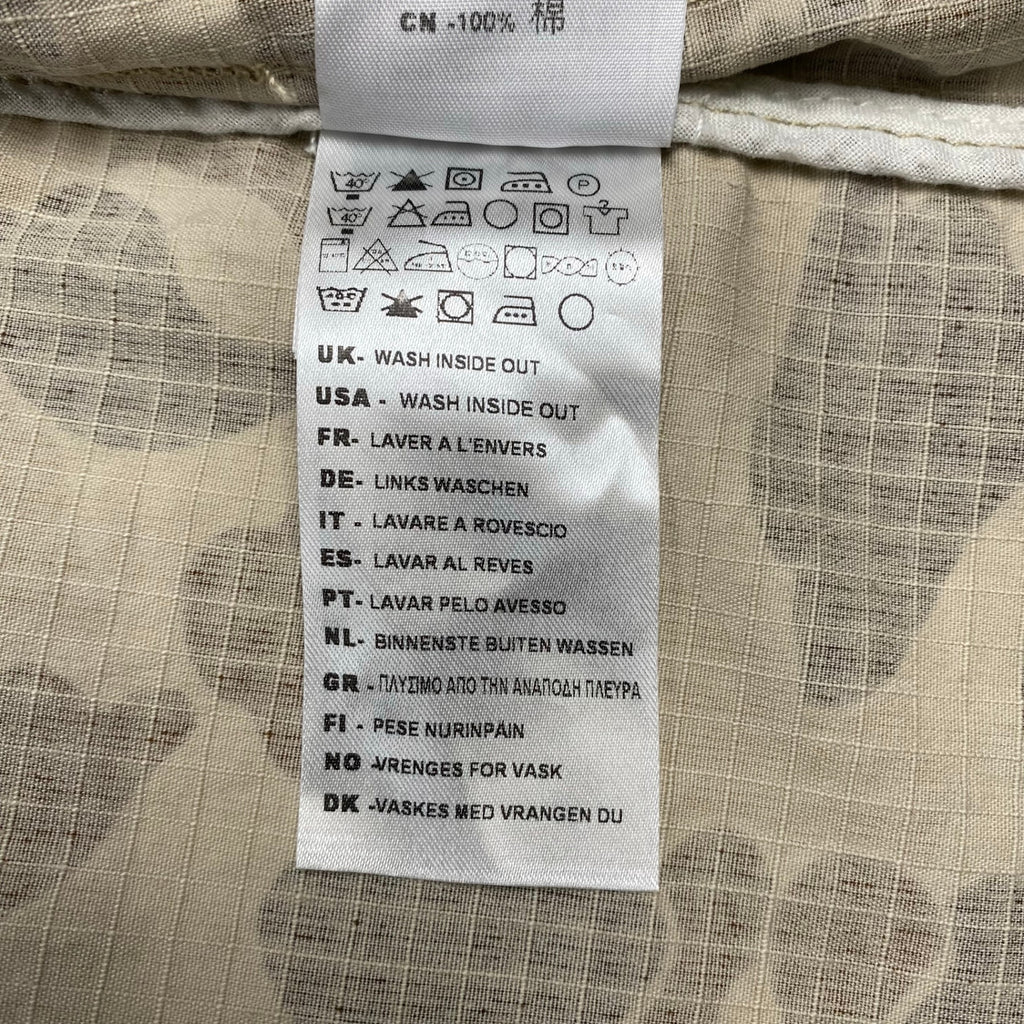 CN -100% 棉
40°
P
40°
UK- WASH INSIDE OUT
USA - WASH INSIDE OUT
FR- LAVER A L'ENVERS
DE- LINKS WASCHEN
IT - LAVARE A ROVESCIO
ES- LAVAR AL REVES
PT- LAVAR PELO AVESSO
NL- BINNENSTE BUITEN WASSEN
GR - ΠΛΥΣΙΜΟ ΑΠΟ ΤΗΝ ΑΝΑΠΟΔΗ ΠΛΕΥΡΑ
FI - PESE NURINPAIN
NO -VRENGES FOR VASK
DK -VASKES MED VRANGEN DU